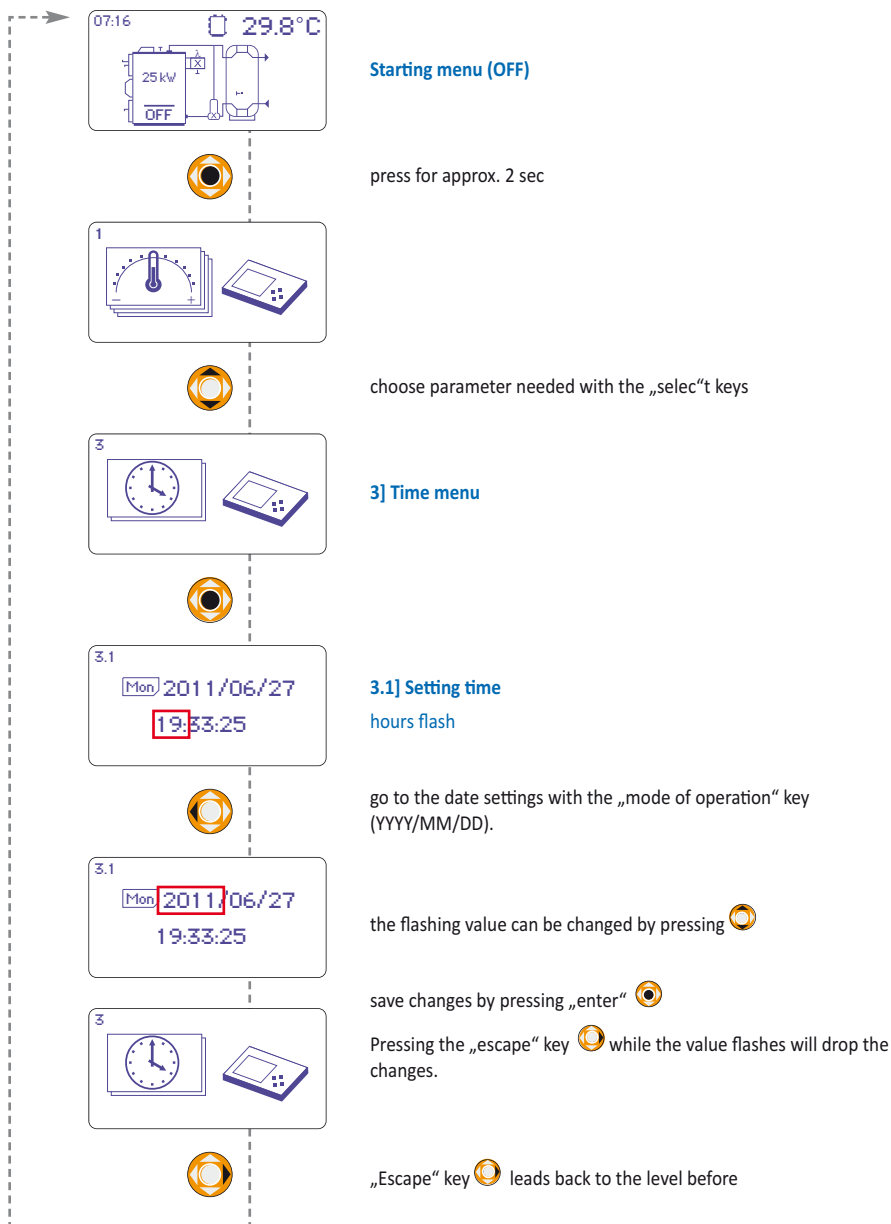 07:16 29.8°C
25 kW
OFF
Starting menu (OFF)
press for approx. 2 sec
1
− +
choose parameter needed with the „selec“t keys
3
3] Time menu
3.1
Mon 2011/06/27
19:33:25
3.1] Setting time
hours flash
go to the date settings with the „mode of operation“ key
(YYYY/MM/DD).
3.1
Mon 2011/06/27
19:33:25
the flashing value can be changed by pressing
save changes by pressing „enter“
3
Pressing the „escape“ key while the value flashes will drop the
changes.
„Escape“ key leads back to the level before